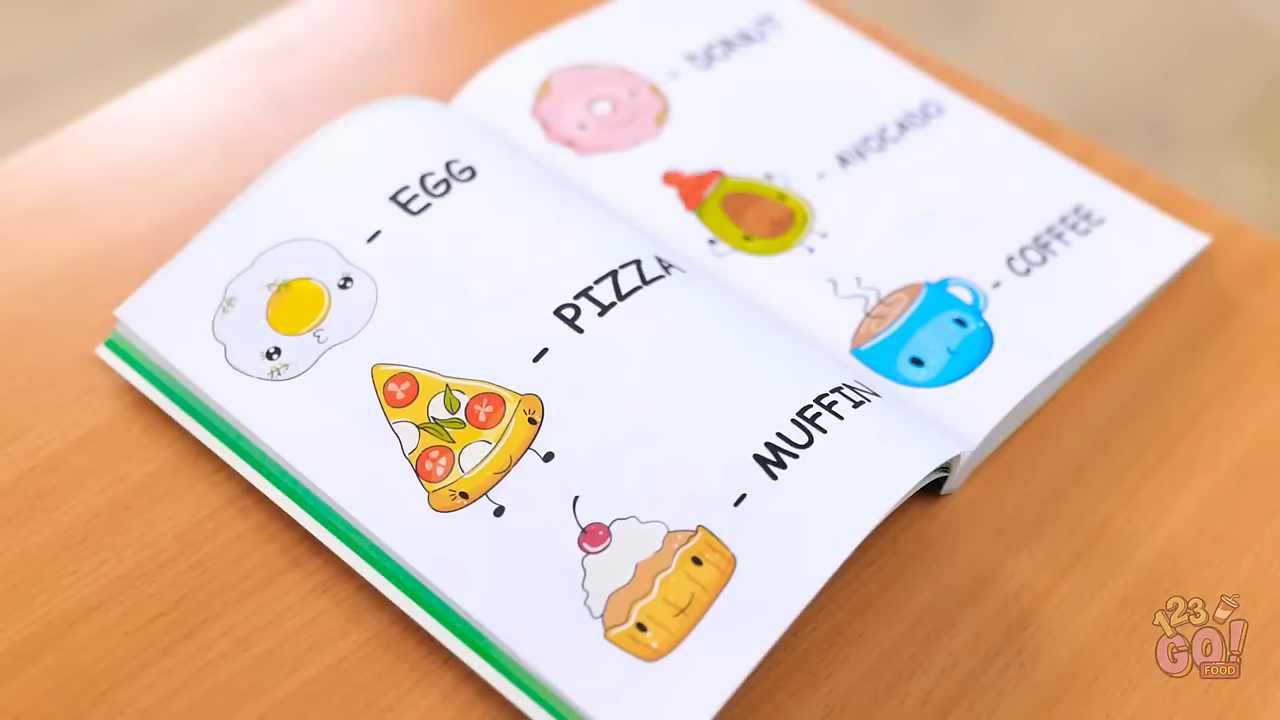 - EGG
- PIZZA
- MUFFIN
- DONUT
- AVOCADO
- COFFEE
123
GO!
FOOD